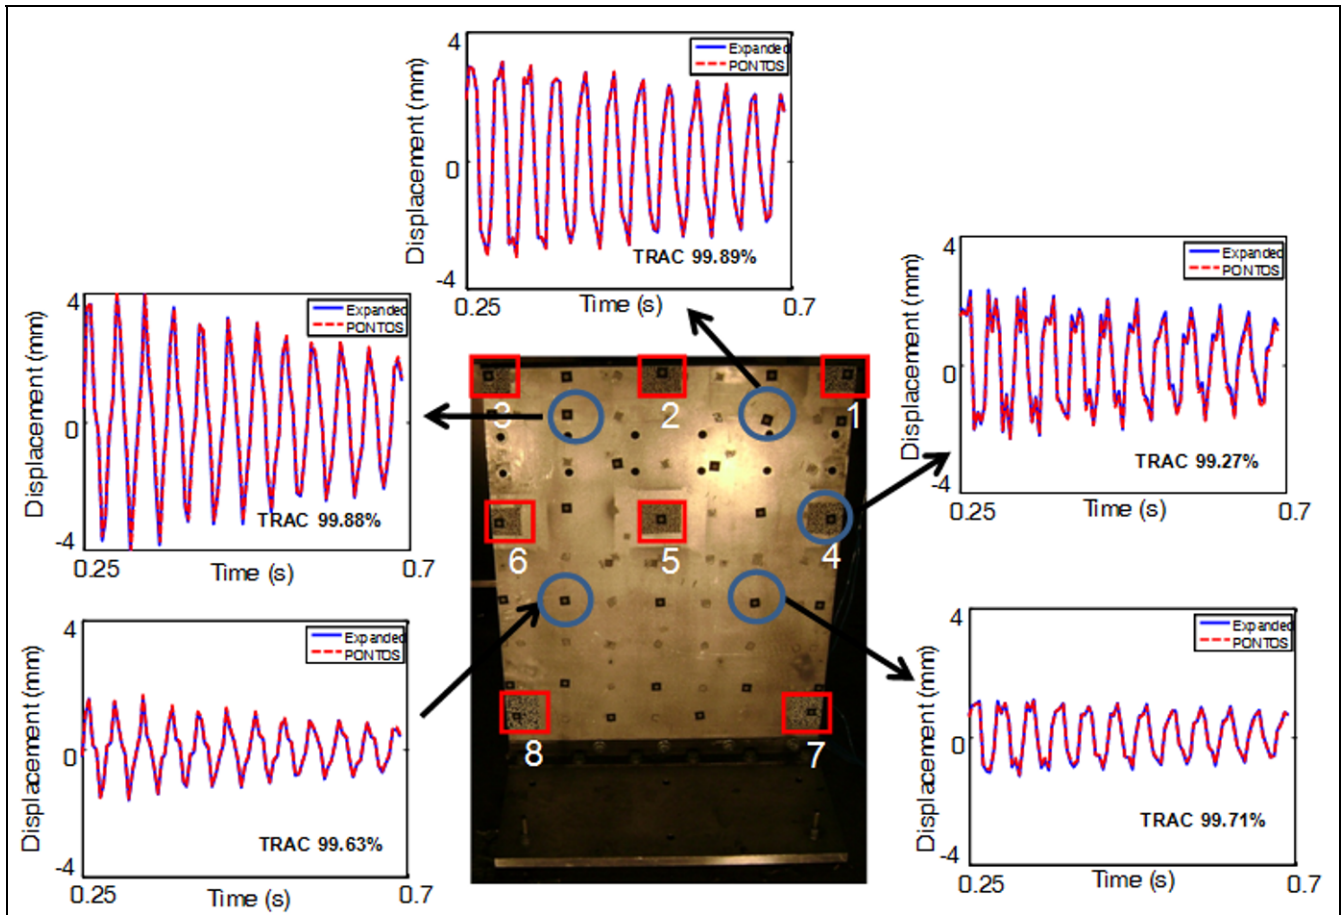 4
Displacement (mm)
0
-4
Expanded
PONTOS
TRAC 99.89%
0.25
Time (s)
0.7
4
Displacement (mm)
0
-4
Expanded
PONTOS
TRAC 99.88%
0.25
Time (s)
0.7
4
Displacement (mm)
0
-4
Expanded
PONTOS
TRAC 99.27%
0.25
Time (s)
0.7
3
2
1
6
5
4
8
7
4
Displacement (mm)
0
-4
Expanded
PONTOS
TRAC 99.63%
0.25
Time (s)
0.7
4
Displacement (mm)
0
-4
Expanded
PONTOS
TRAC 99.71%
0.25
Time (s)
0.7